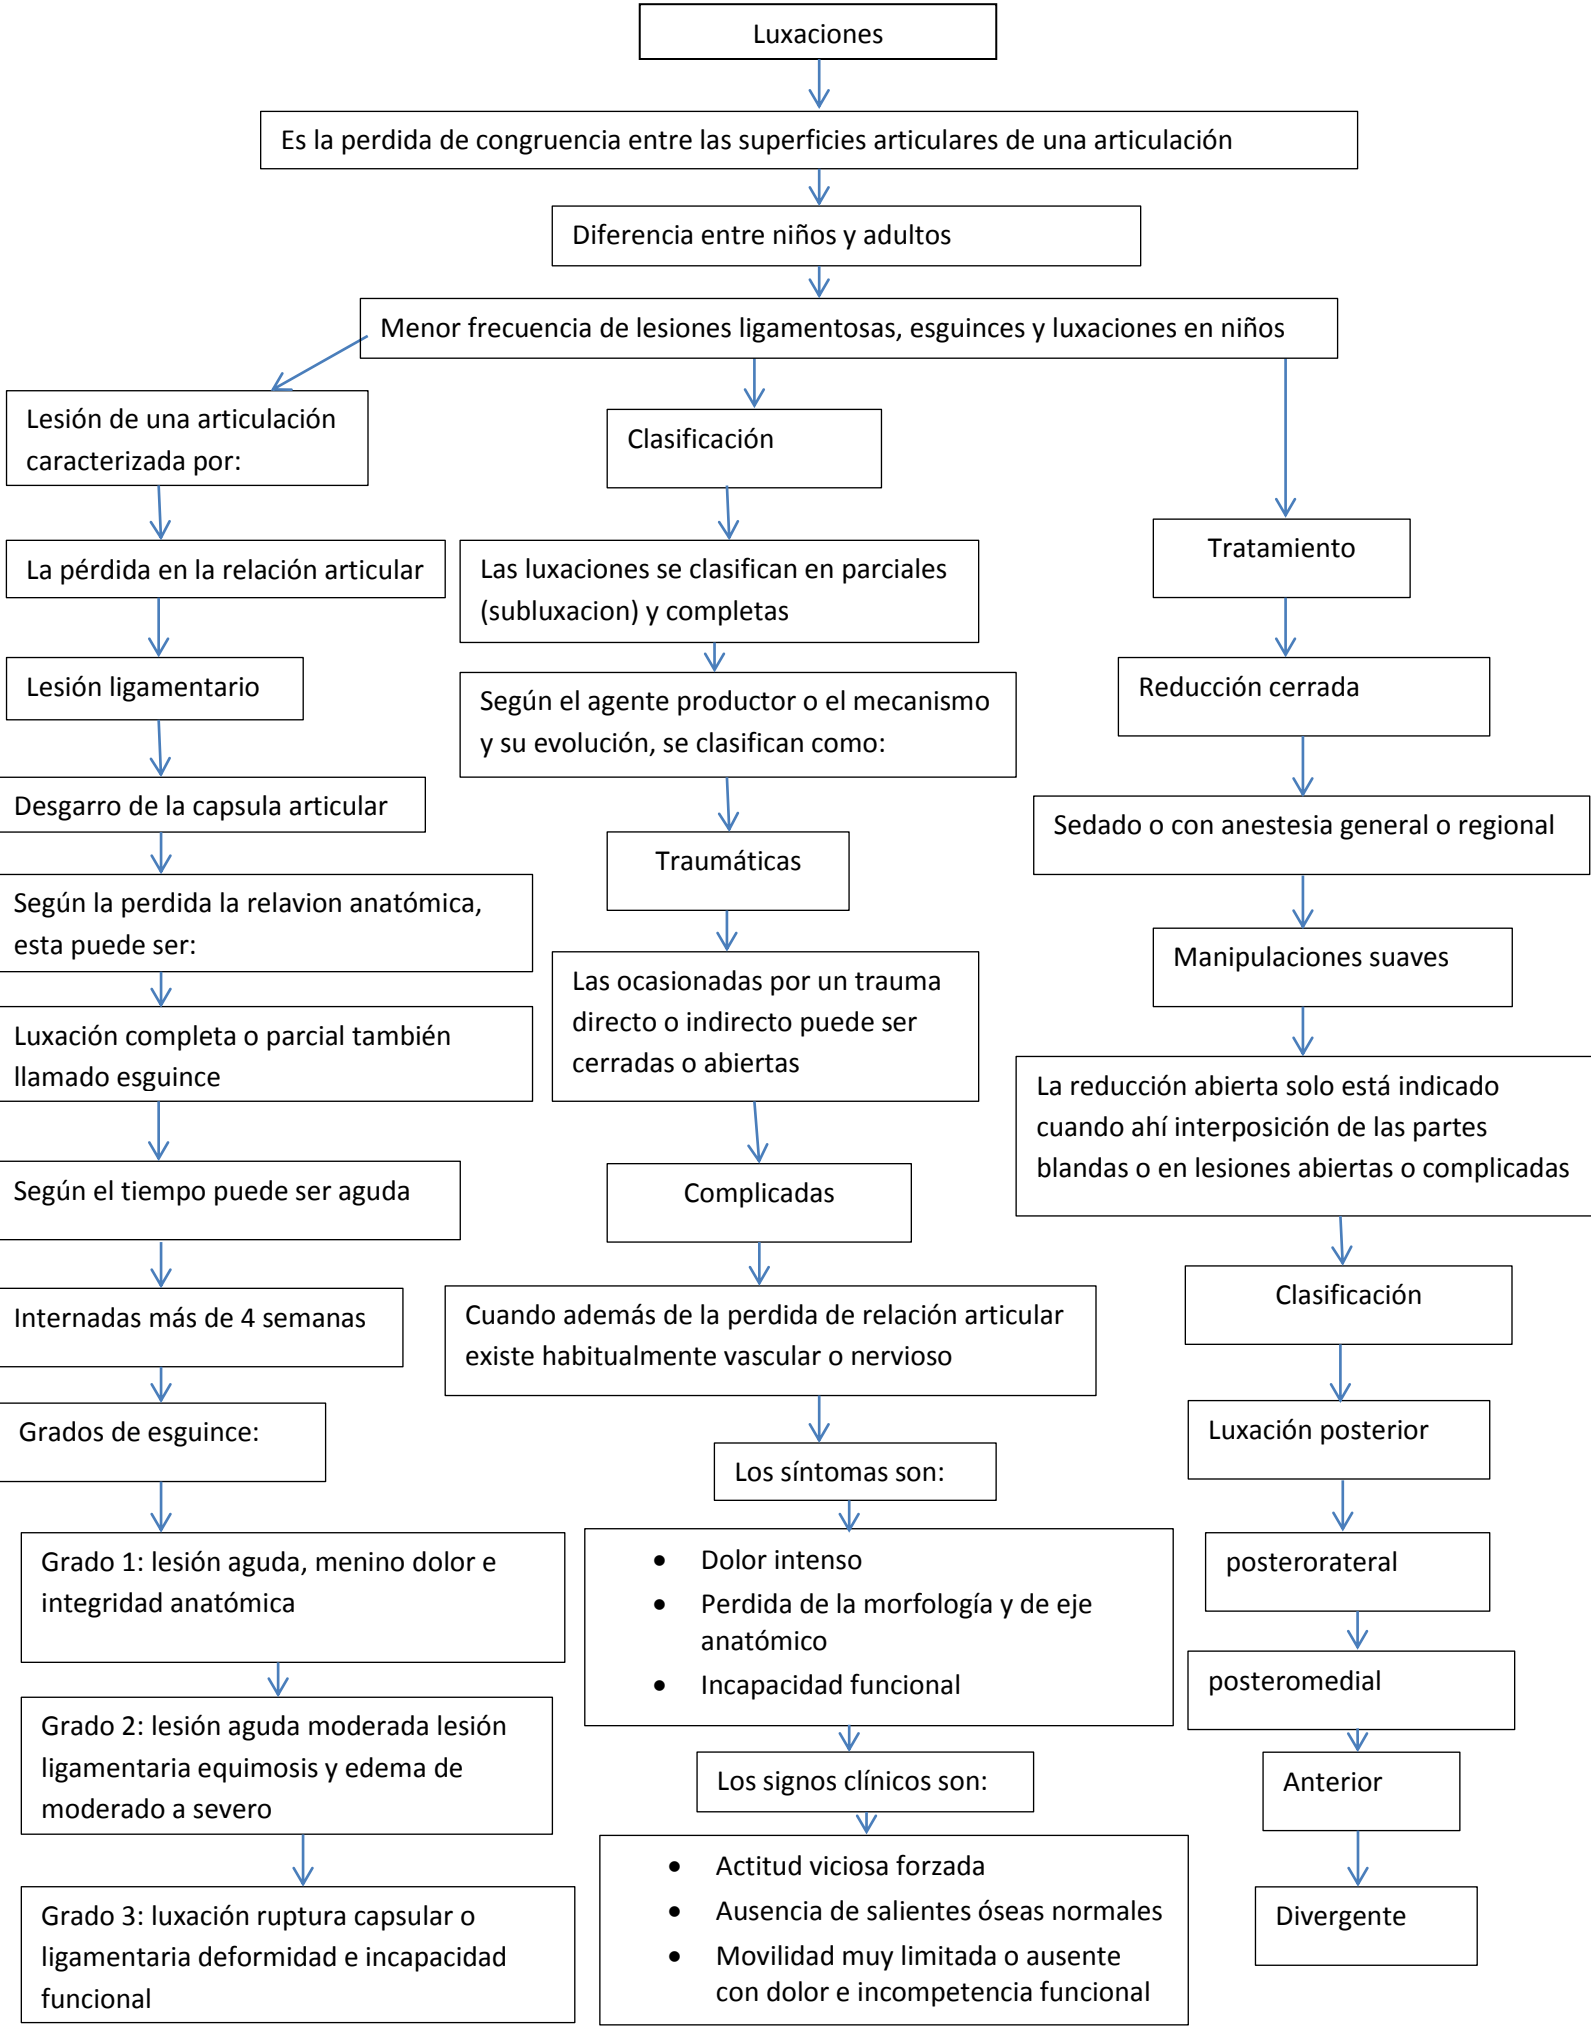 Luxaciones
Es la perdida de congruencia entre las superficies articulares de una articulación
Diferencia entre niños y adultos
Menor frecuencia de lesiones ligamentosas, esguinces y luxaciones en niños
Lesión de una articulación
caracterizada por:
La pérdida en la relación articular
Lesión ligamentario
Desgarro de la capsula articular
Según la perdida la relavion anatómica,
esta puede ser:
Luxación completa o parcial también
llamado esguince
Según el tiempo puede ser aguda
Internadas más de 4 semanas
Grados de esguince:
Grado 1: lesión aguda, menino dolor e
integridad anatómica
Grado 2: lesión aguda moderada lesión
ligamentaria equimosis y edema de
moderado a severo
Grado 3: luxación ruptura capsular o
ligamentaria deformidad e incapacidad
funcional
Clasificación
Las luxaciones se clasifican en parciales
(subluxacion) y completas
Según el agente productor o el mecanismo
y su evolución, se clasifican como:
Traumáticas
Las ocasionadas por un trauma
directo o indirecto puede ser
cerradas o abiertas
Complicadas
Cuando además de la perdida de relación articular
existe habitualmente vascular o nervioso
Los síntomas son:
• Dolor intenso
• Perdida de la morfología y de eje
anatómico
• Incapacidad funcional
Los signos clínicos son:
• Actitud viciosa forzada
• Ausencia de salientes óseas normales
• Movilidad muy limitada o ausente
con dolor e incompetencia funcional
Tratamiento
Reducción cerrada
Sedado o con anestesia general o regional
Manipulaciones suaves
La reducción abierta solo está indicado
cuando ahí interposición de las partes
blandas o en lesiones abiertas o complicadas
Clasificación
Luxación posterior
posterorateral
posteromedial
Anterior
Divergente